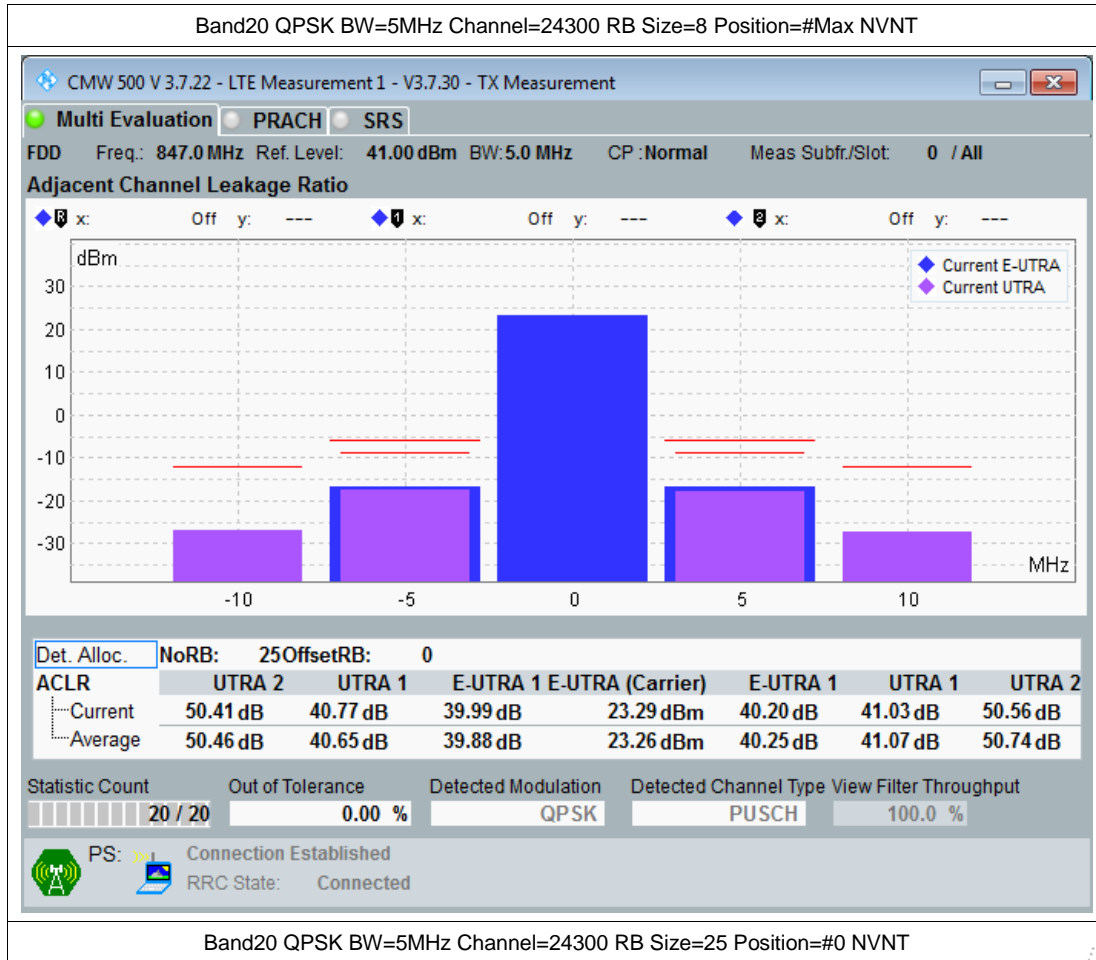 Band20 QPSK BW=5MHz Channel=24300 RB Size=8 Position=#Max NVNT
CMW 500 V 3.7.22 - LTE Measurement 1 - V3.7.30 - TX Measurement
Multi Evaluation PRACH SRS
FDD Freq.: 847.0 MHz Ref. Level: 41.00 dBm BW: 5.0 MHz CP : Normal Meas Subfr./Slot: 0 / All
Adjacent Channel Leakage Ratio
R x: Off y: --- 1 x: Off y: --- 2 x: Off y: ---
dBm
Current E-UTRA
Current UTRA
30
20
10
0
-10
-20
-30
MHz
-10 -5 0 5 10
Det. Alloc. NoRB: 25 OffsetRB: 0
ACLR UTRA 2 UTRA 1 E-UTRA 1 E-UTRA (Carrier) E-UTRA 1 UTRA 1 UTRA 2
Current 50.41 dB 40.77 dB 39.99 dB 23.29 dBm 40.20 dB 41.03 dB 50.56 dB
Average 50.46 dB 40.65 dB 39.88 dB 23.26 dBm 40.25 dB 41.07 dB 50.74 dB
Statistic Count Out of Tolerance Detected Modulation Detected Channel Type View Filter Throughput
20 / 20 0.00 % QPSK PUSCH 100.0 %
PS: Connection Established
RRC State: Connected
Band20 QPSK BW=5MHz Channel=24300 RB Size=25 Position=#0 NVNT